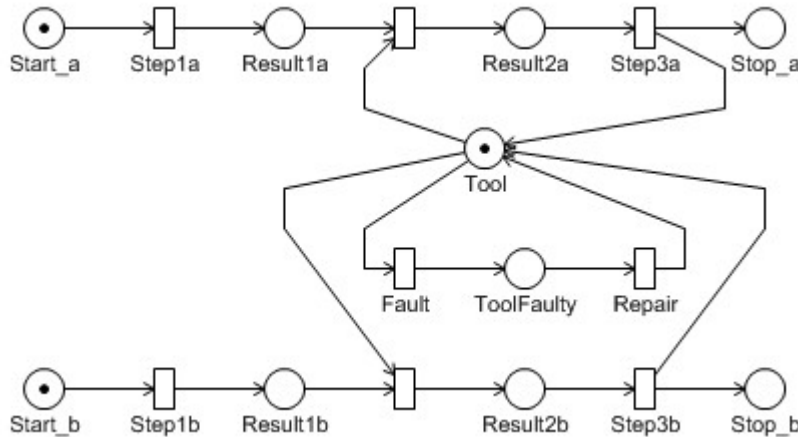 Start_a Step1a Result1a Result2a Step3a Stop_a
Tool
Fault ToolFaulty Repair
Start_b Step1b Result1b Result2b Step3b Stop_b